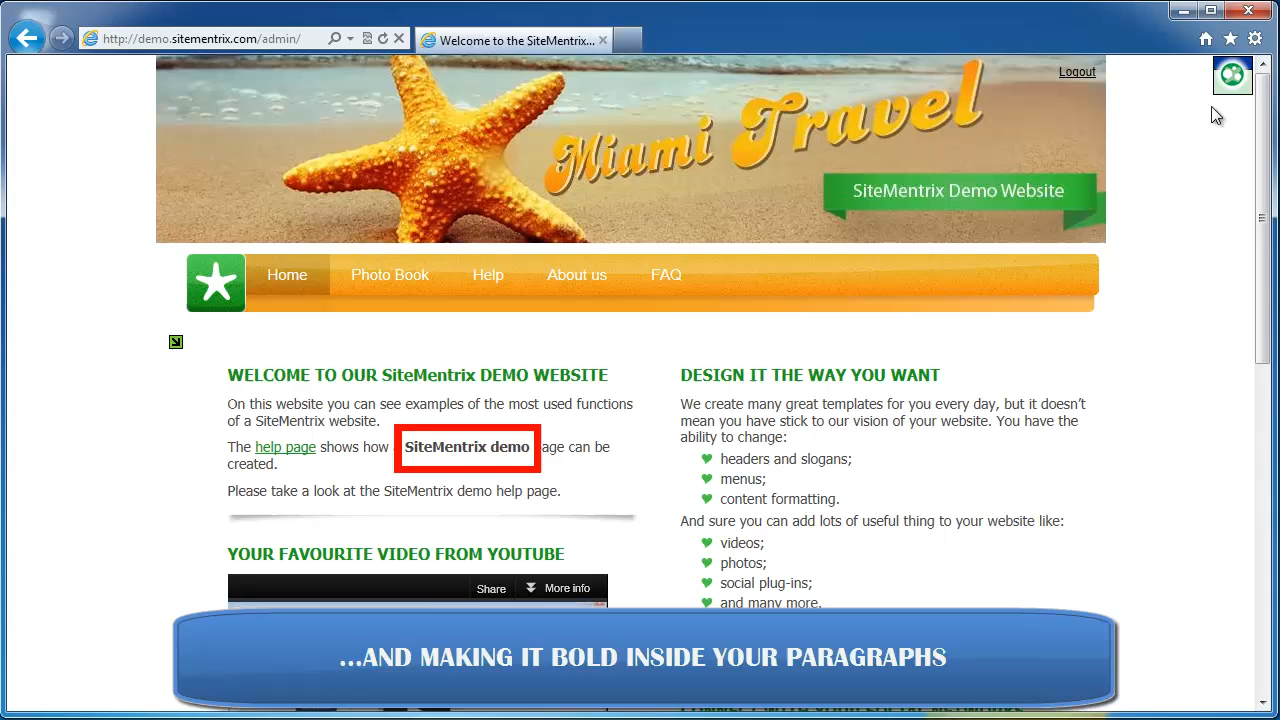 http://demo.sitementrix.com/admin/
Welcome to the SiteMentrix...
Logout
Miami Travel
SiteMentrix Demo Website
Home
Photo Book
Help
About us
FAQ
WELCOME TO OUR SiteMentrix DEMO WEBSITE
On this website you can see examples of the most used functions
of a SiteMentrix website.
The help page shows how SiteMentrix demo age can be
created.
Please take a look at the SiteMentrix demo help page.
YOUR FAVOURITE VIDEO FROM YOUTUBE
Share
More info
DESIGN IT THE WAY YOU WANT
We create many great templates for you every day, but it doesn't
mean you have stick to our vision of your website. You have the
ability to change:
headers and slogans;
menus;
content formatting.
And sure you can add lots of useful thing to your website like:
videos;
photos;
social plug-ins;
and many more.
...AND MAKING IT BOLD INSIDE YOUR PARAGRAPHS